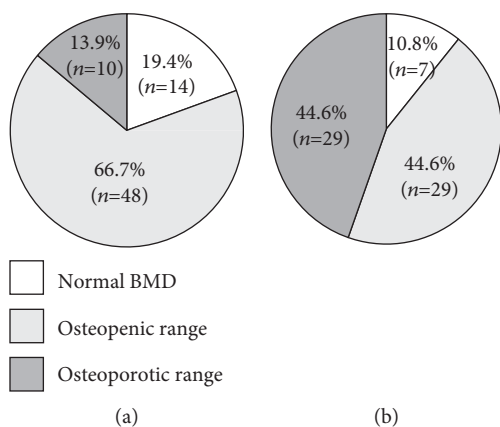 13.9%
(n=10)
19.4%
(n=14)
66.7%
(n=48)
10.8%
(n=7)
44.6%
(n=29)
44.6%
(n=29)
Normal BMD
Osteopenic range
Osteoporotic range
(a)
(b)